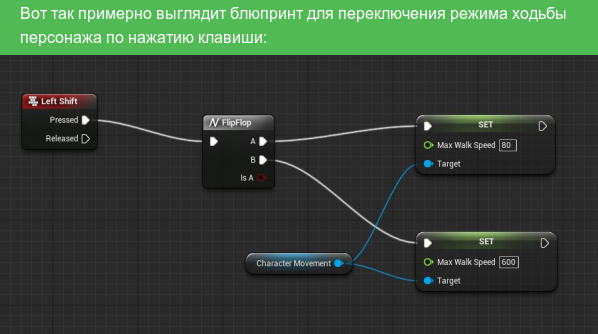 Вот так примерно выглядит блюпринт для переключения режима ходьбы
персонажа по нажатию клавиши:
Left Shift
Pressed
Released
FlipFlop
A
B
Is A
SET
Max Walk Speed 80
Target
Character Movement
SET
Max Walk Speed 600
Target